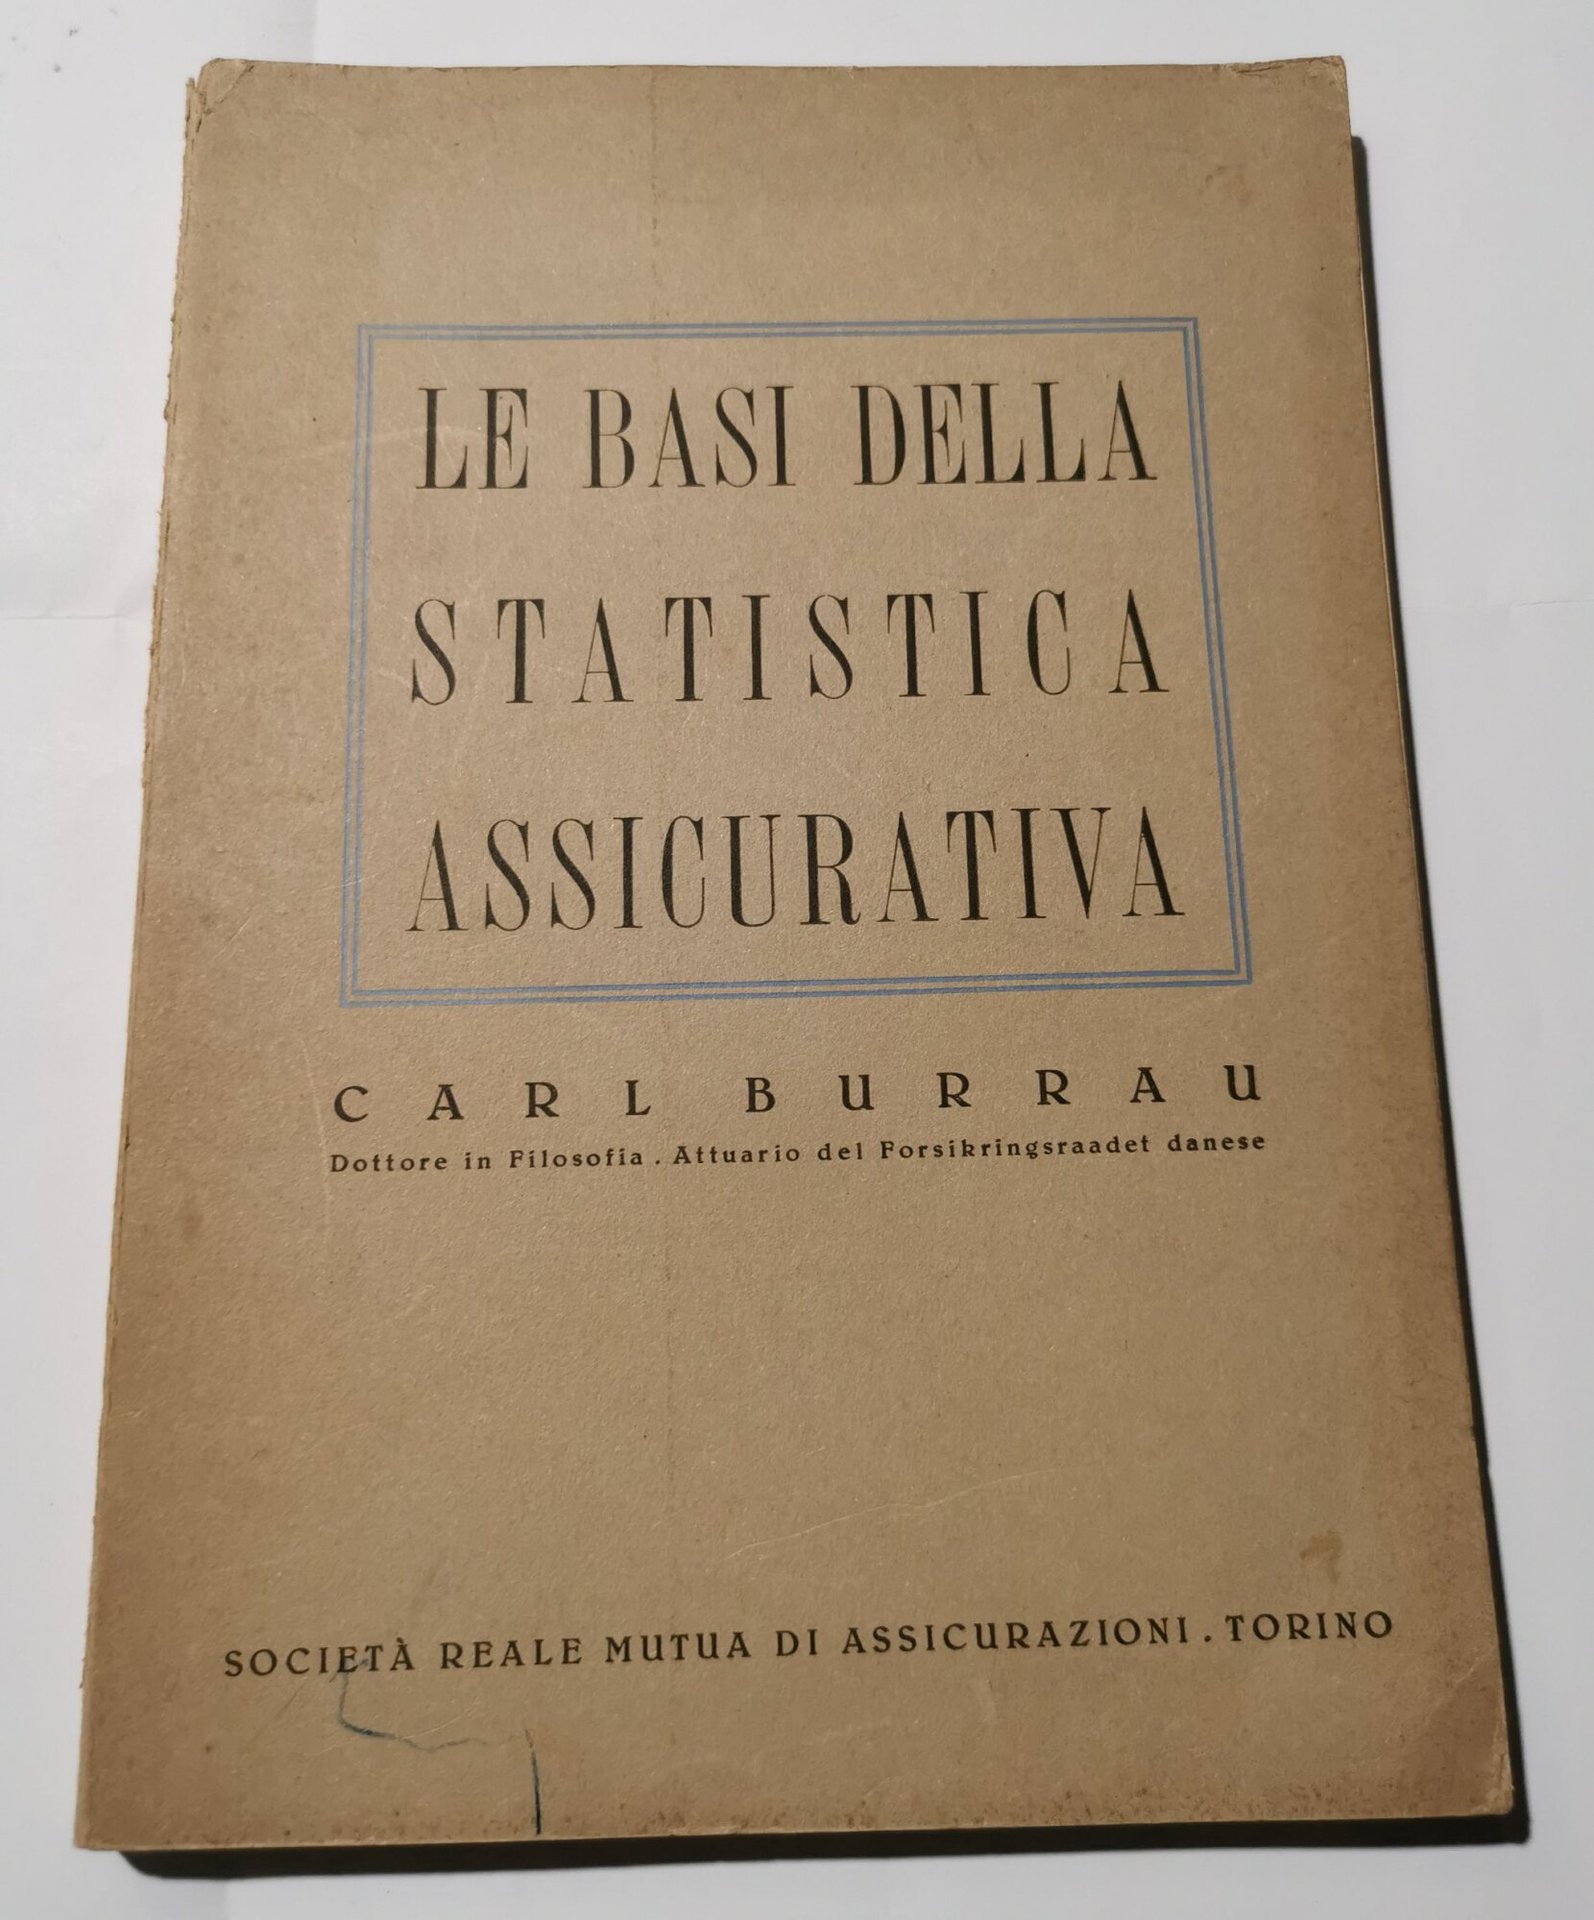 LE BASI DELLA
STATISTICA
ASSICURATIVA
CARL BURRAU
Dottore in Filosofia . Attuario del Forsikringsraadet danese
SOCIETÀ REALE MUTUA DI ASSICURAZIONI . TORINO